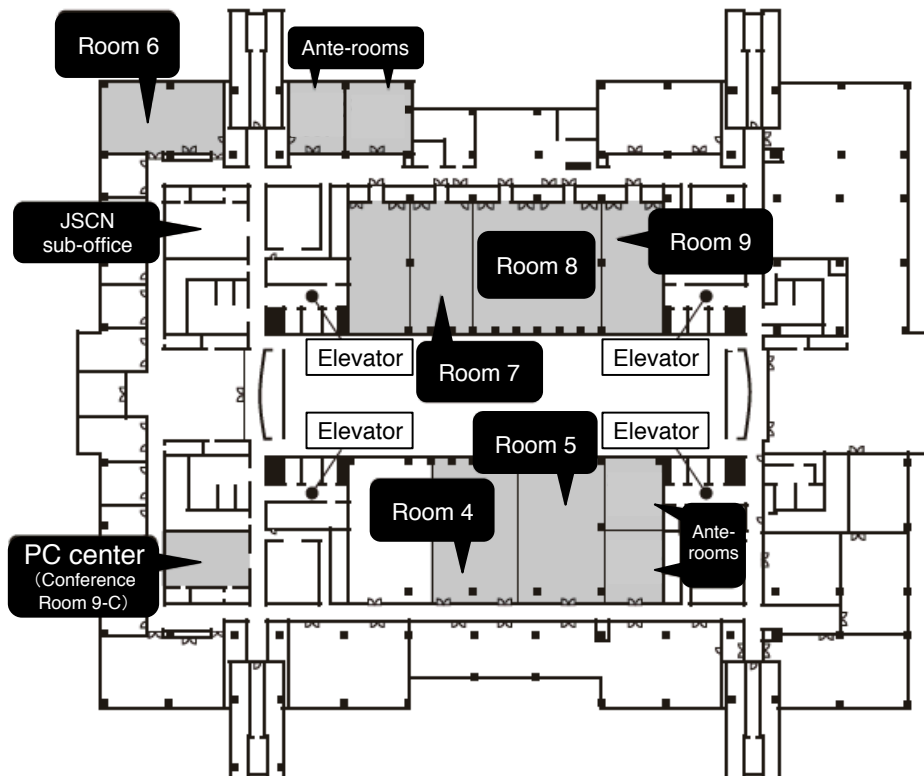 Room 6
Ante-rooms
JSCN
sub-office
Room 9
Room 8
Elevator
Elevator
Room 7
Elevator
Elevator
Room 5
Room 4
Ante-
rooms
PC center
(Conference
Room 9-C)